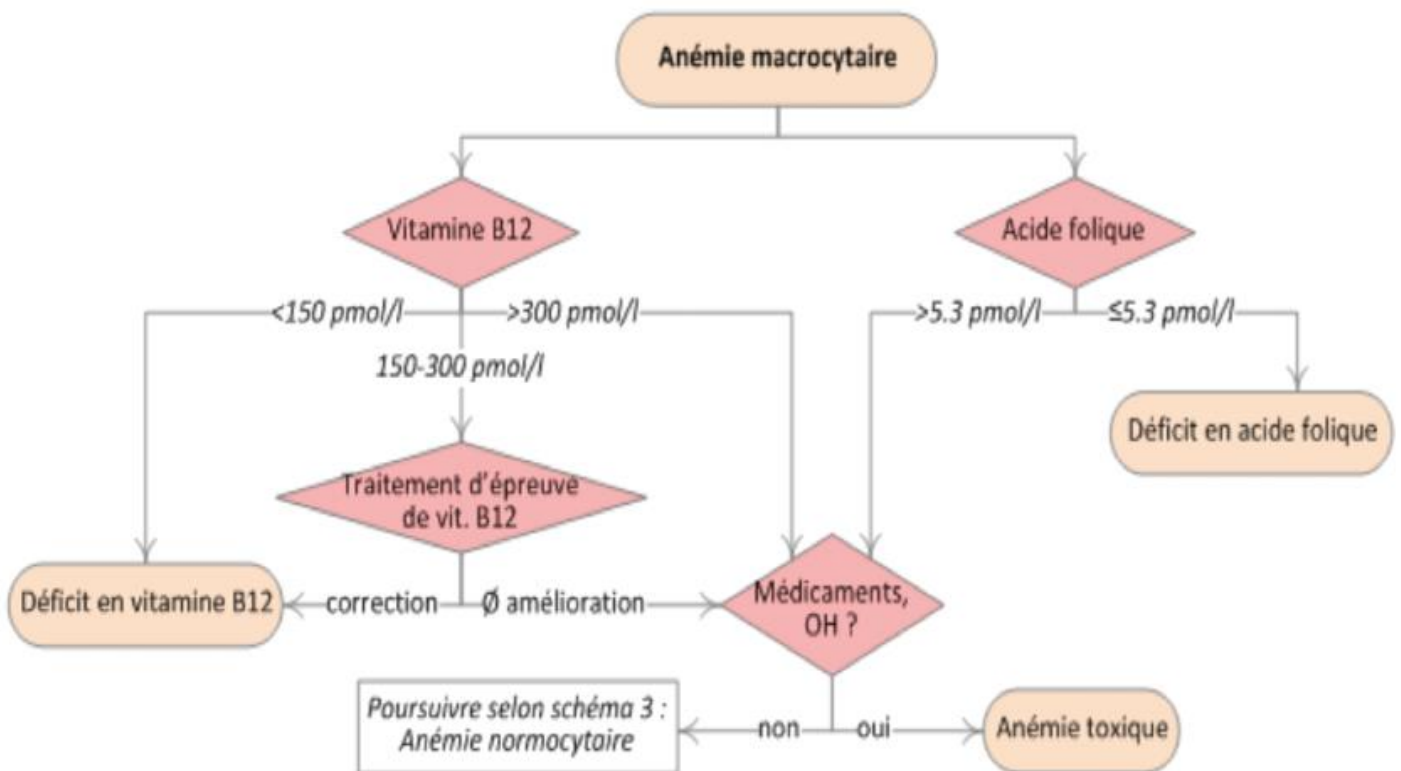 Anémie macrocytaire
Vitamine B12
Acide folique
<150 pmol/l
>300 pmol/l
>5.3 pmol/l
≤5.3 pmol/l
150-300 pmol/l
Déficit en acide folique
Traitement d'épreuve
de vit. B12
Déficit en vitamine B12
correction
Ø amélioration
Médicaments,
OH ?
Poursuivre selon schéma 3 :
Anémie normocytaire
non
oui
Anémie toxique